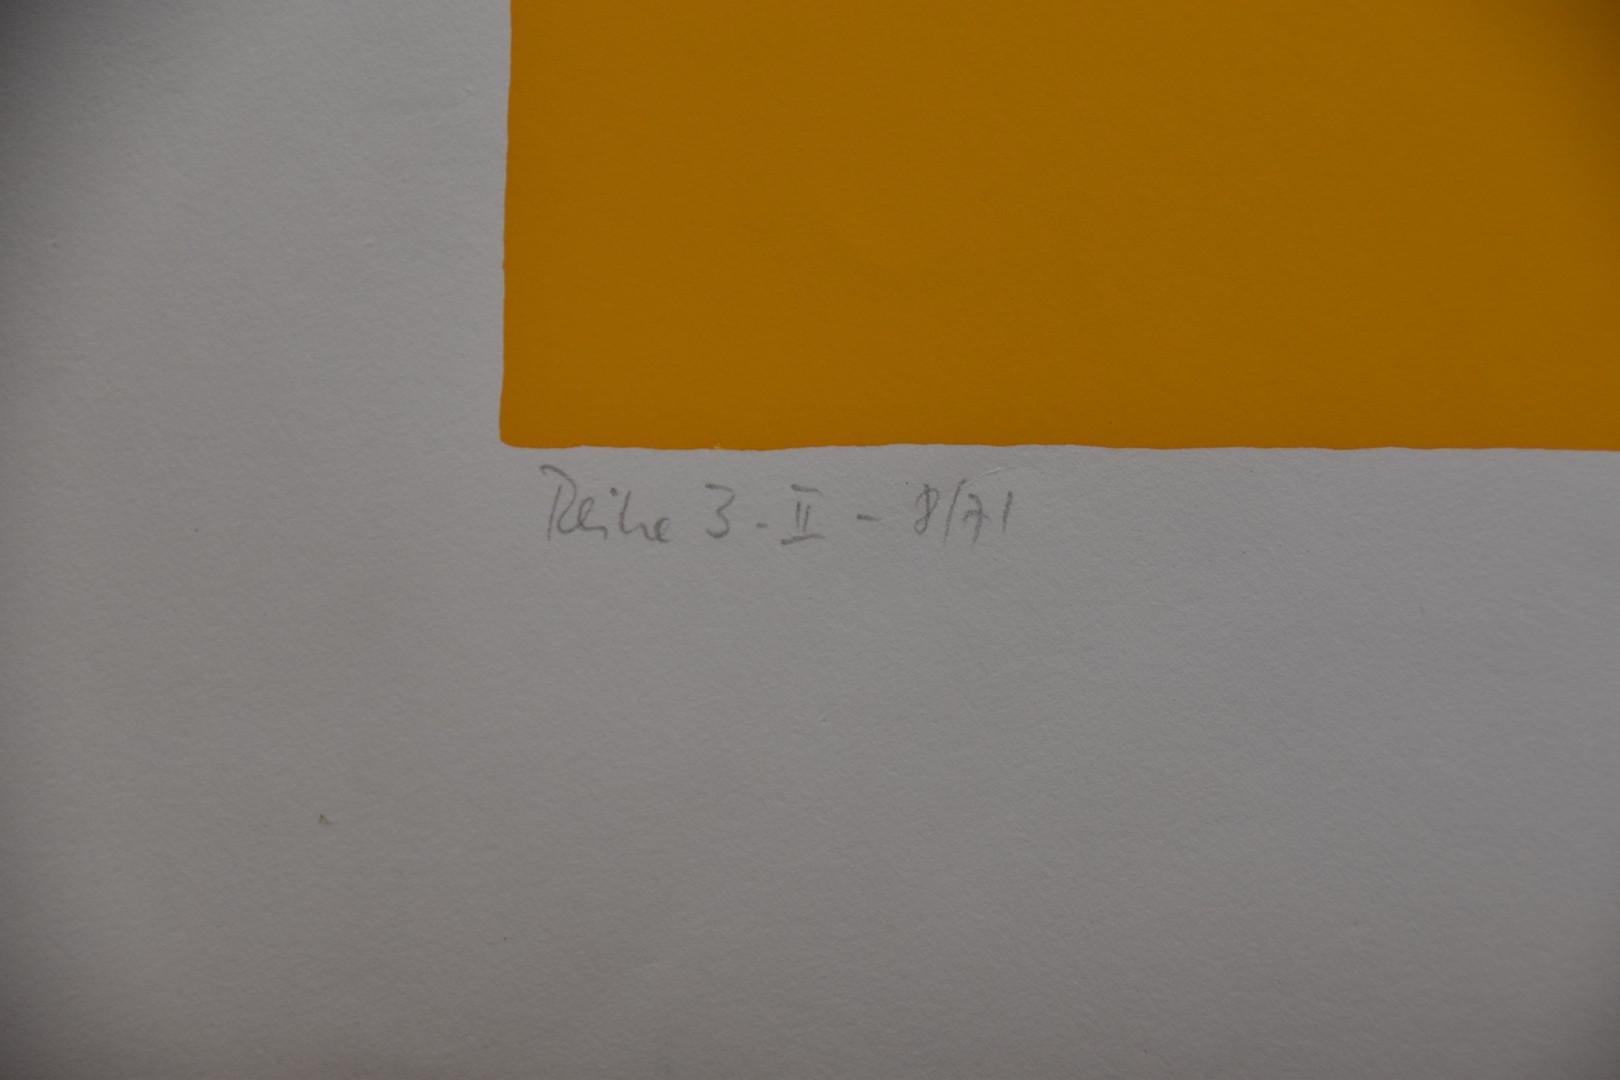 Reihe 3 - II - 8/71